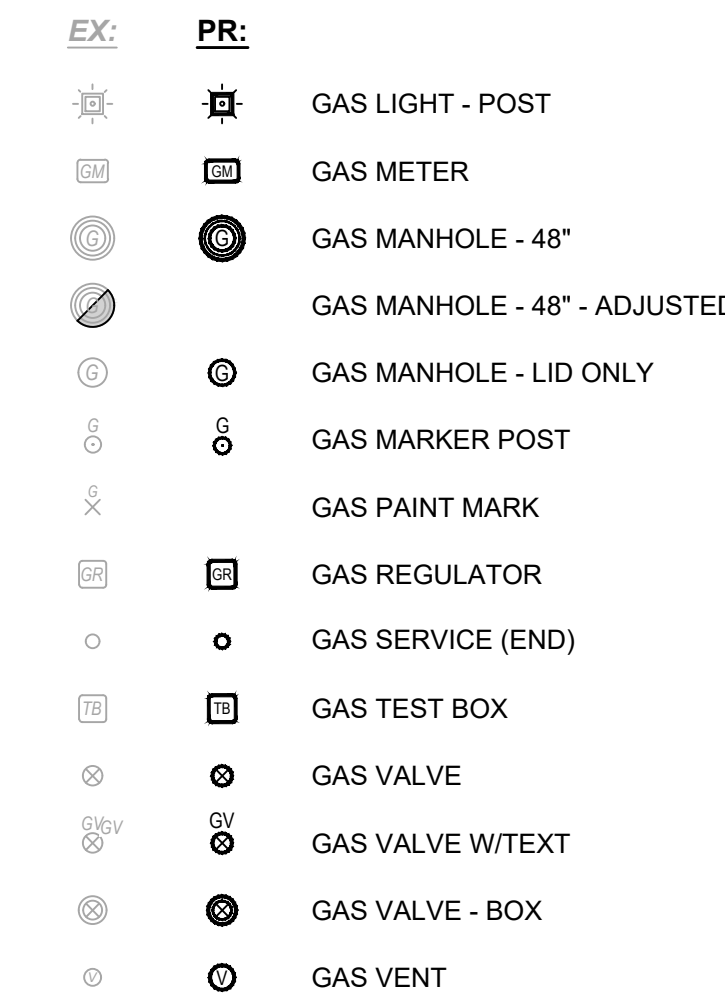 EX: PR:
GAS LIGHT - POST
GM GM GAS METER
G G GAS MANHOLE - 48"
G GAS MANHOLE - 48" - ADJUSTED
G G GAS MANHOLE - LID ONLY
G G GAS MARKER POST
G GAS PAINT MARK
GR GR GAS REGULATOR
GAS SERVICE (END)
TB TB GAS TEST BOX
GAS VALVE
GV GV GV GAS VALVE W/TEXT
GAS VALVE - BOX
V V GAS VENT